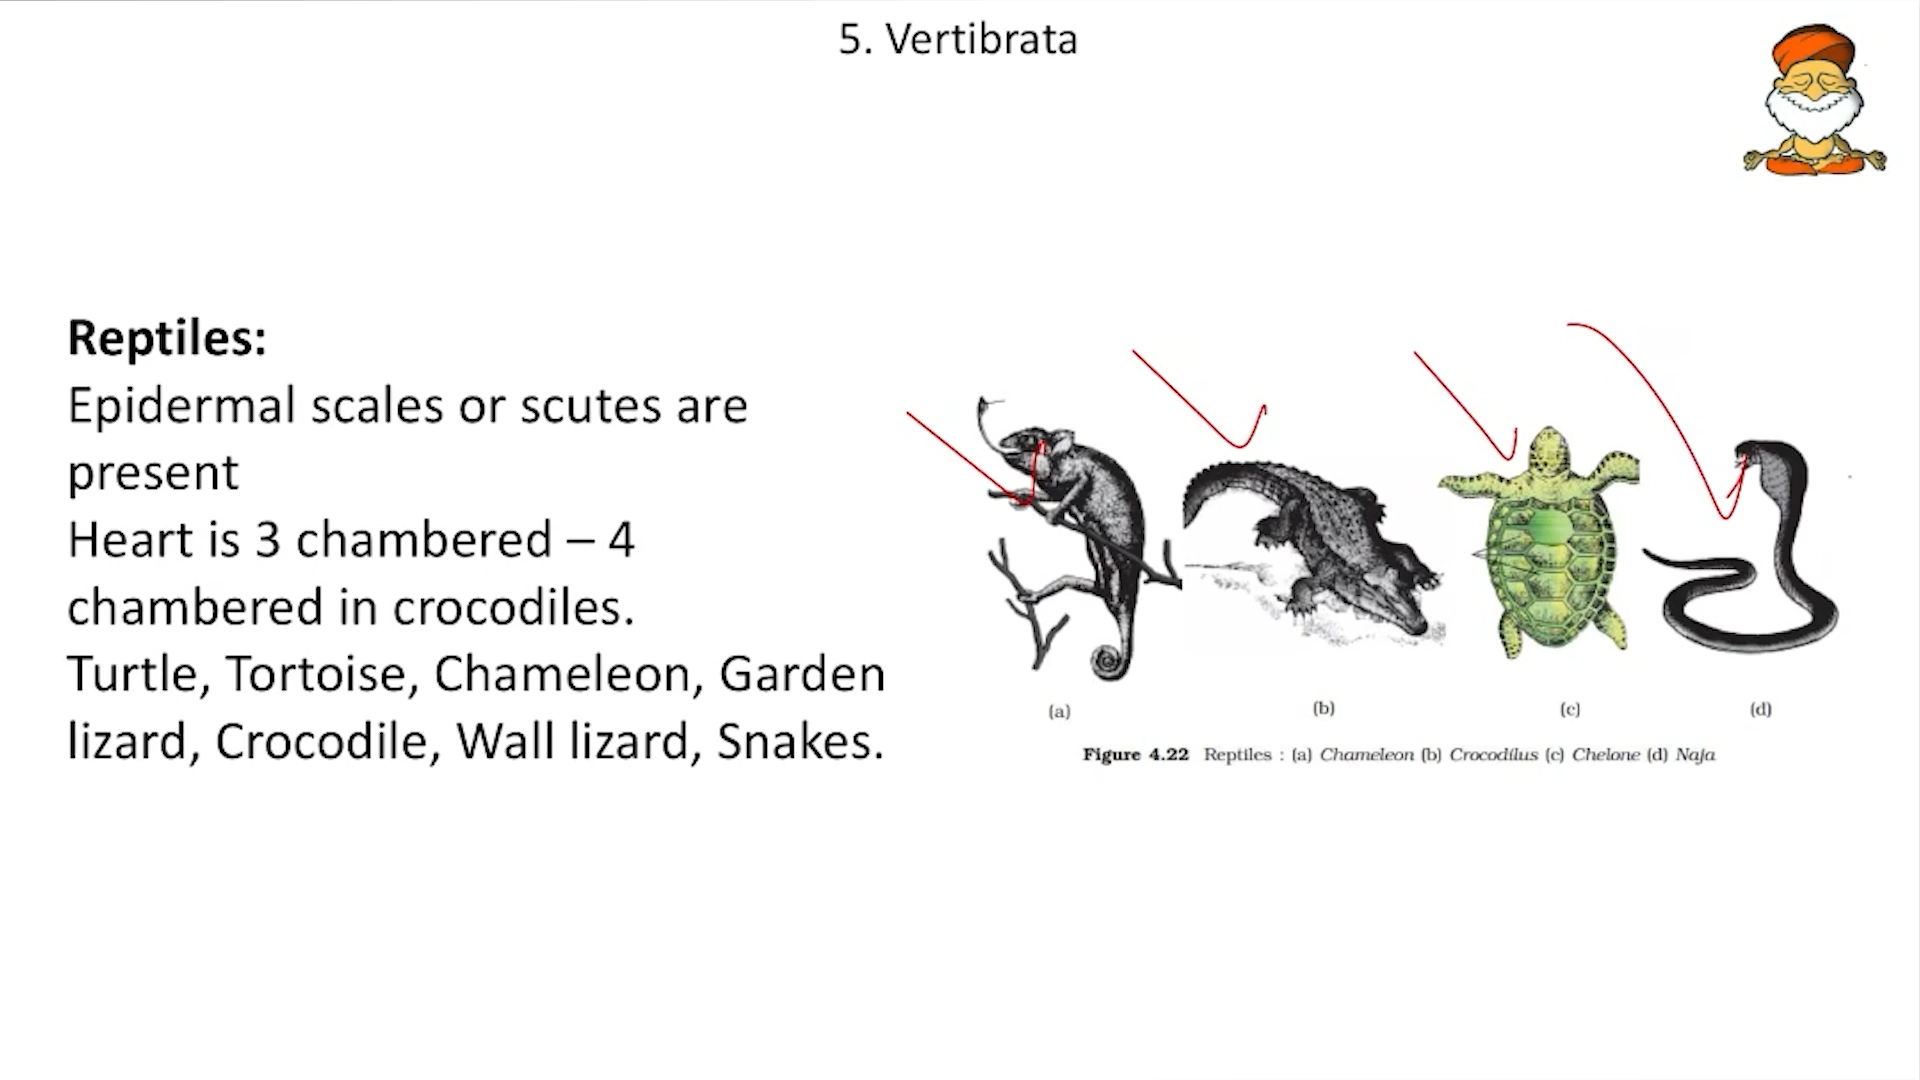 5. Vertibrata
Reptiles:
Epidermal scales or scutes are
present
Heart is 3 chambered – 4
chambered in crocodiles.
Turtle, Tortoise, Chameleon, Garden
lizard, Crocodile, Wall lizard, Snakes.
(a) (b) (c) (d)
Figure 4.22 Reptiles : (a) Chameleon (b) Crocodilus (c) Chelone (d) Naja